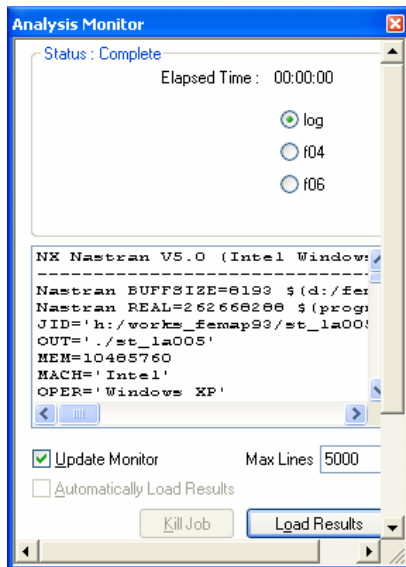 Analysis Monitor
Status : Complete
Elapsed Time : 00:00:00
log
f04
f06
NX Nastran V5.0 (Intel Windows
Nastran BUFFSIZE=8193 $(d:/fem
Nastran REAL=262668288 $(progr
JID='h:/works_femap93/st_la005
OUT='./st_la005'
MEM=10485760
MACH='Intel'
OPER='Windows XP'
Update Monitor Max Lines 5000
Automatically Load Results
Kill Job Load Results